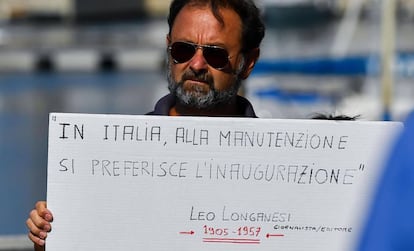 "IN ITALIA, ALLA MANUTENZIONE
SI PREFERISCE L'INAUGURAZIONE"
LEO LONGANESI
GIORNALISTA/EDITORE
1905-1957